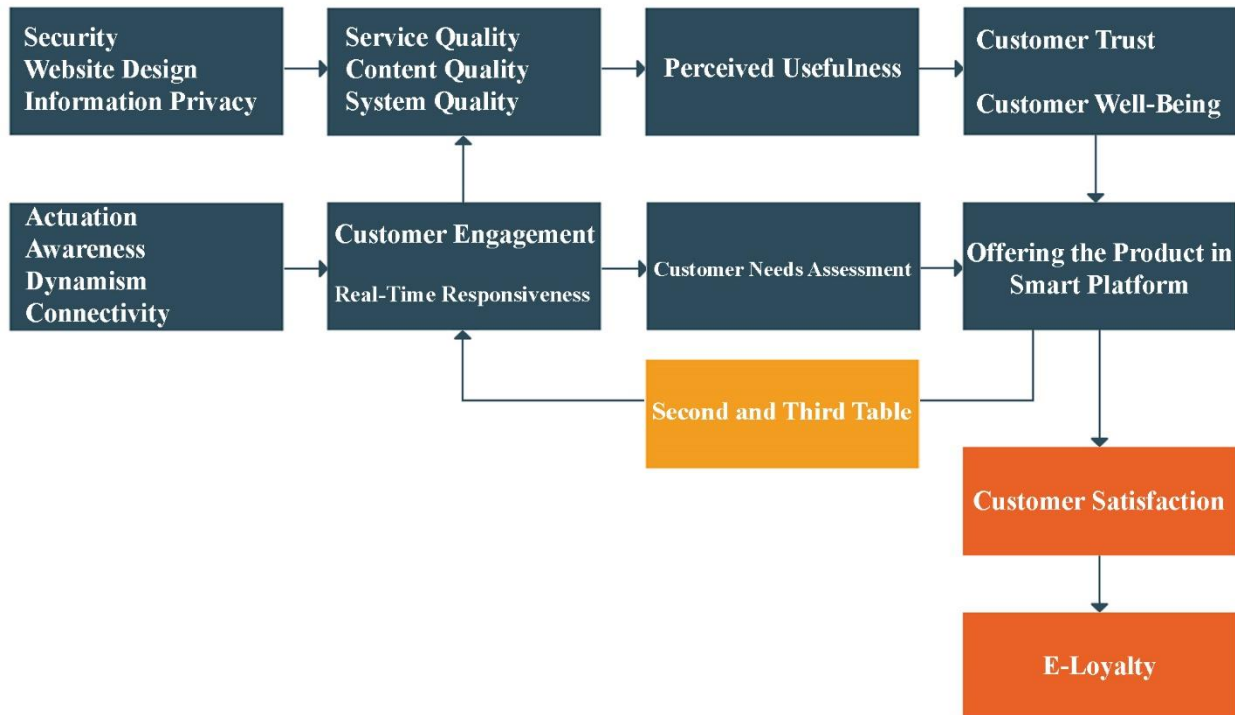 Security
Website Design
Information Privacy
Service Quality
Content Quality
System Quality
Perceived Usefulness
Customer Trust
Customer Well-Being
Actuation
Awareness
Dynamism
Connectivity
Customer Engagement
Real-Time Responsiveness
Customer Needs Assessment
Offering the Product in
Smart Platform
Second and Third Table
Customer Satisfaction
E-Loyalty